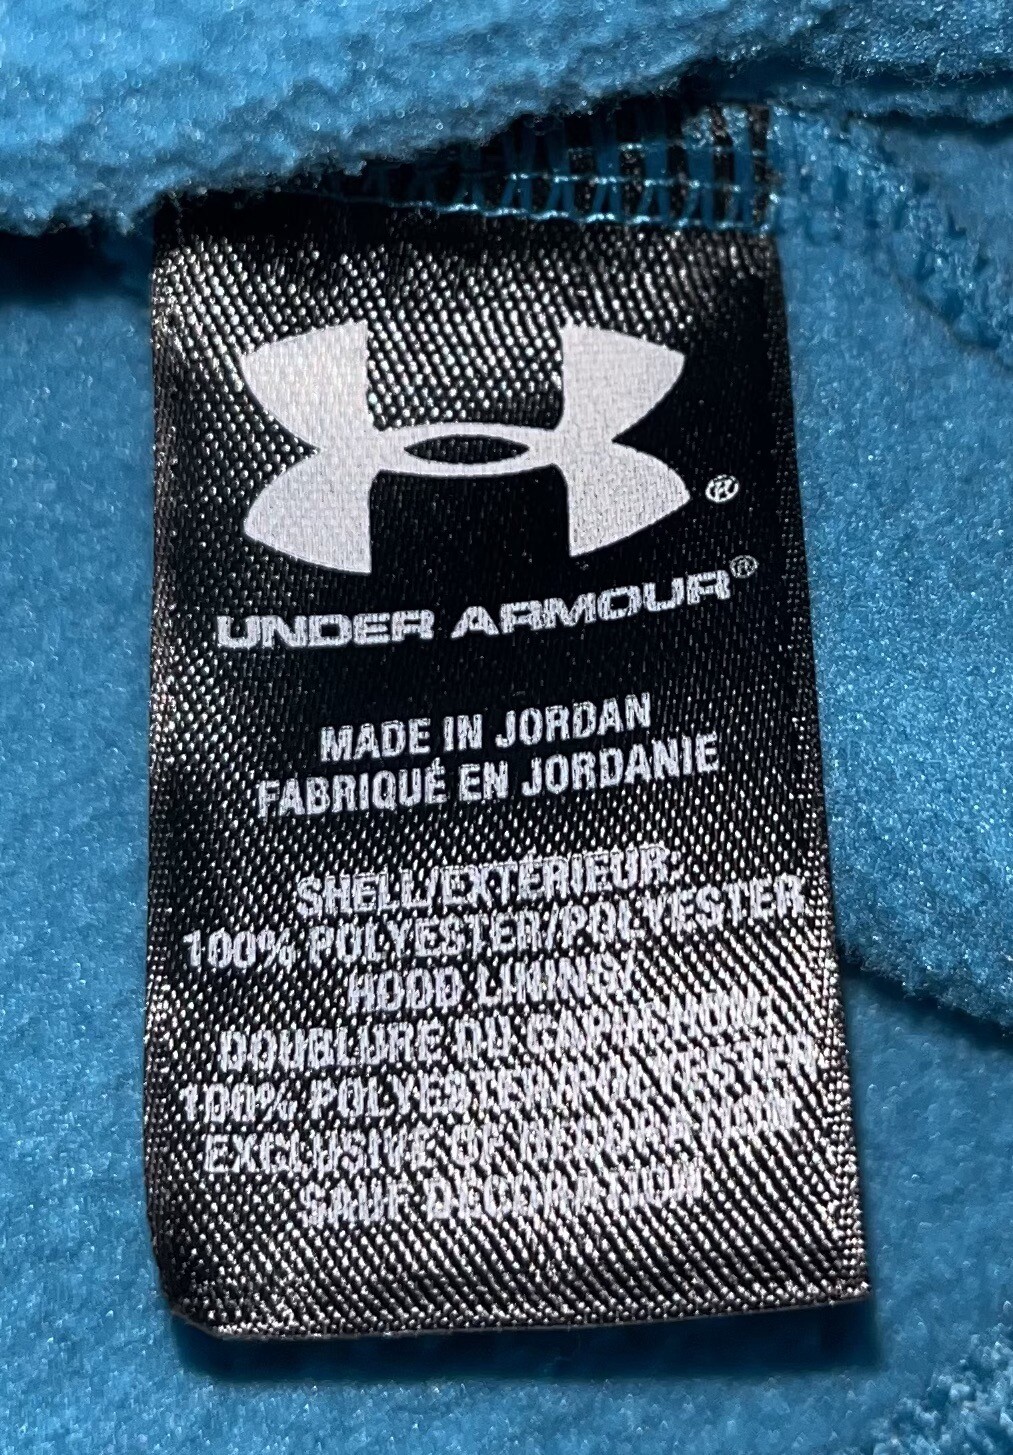 ®
UNDER ARMOUR®
MADE IN JORDAN
FABRIQUÉ EN JORDANIE
SHELL/EXTÉRIEUR:
100% POLYESTER/POLYESTER
HOOD LINING/
DOUBLURE DU CAPUCHON:
100% POLYESTER/POLYESTER
EXCLUSIVE OF DECORATION
SAUF DÉCORATION